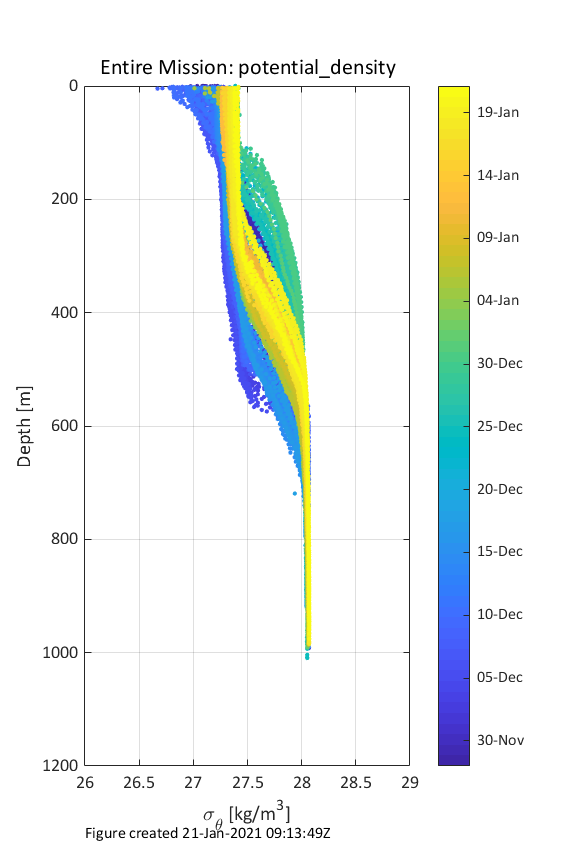 Entire Mission: potential_density
0
200
400
600
800
1000
1200
Depth [m]
26
26.5
27
27.5
28
28.5
29
σθ [kg/m³]
19-Jan
14-Jan
09-Jan
04-Jan
30-Dec
25-Dec
20-Dec
15-Dec
10-Dec
05-Dec
30-Nov
Figure created 21-Jan-2021 09:13:49Z